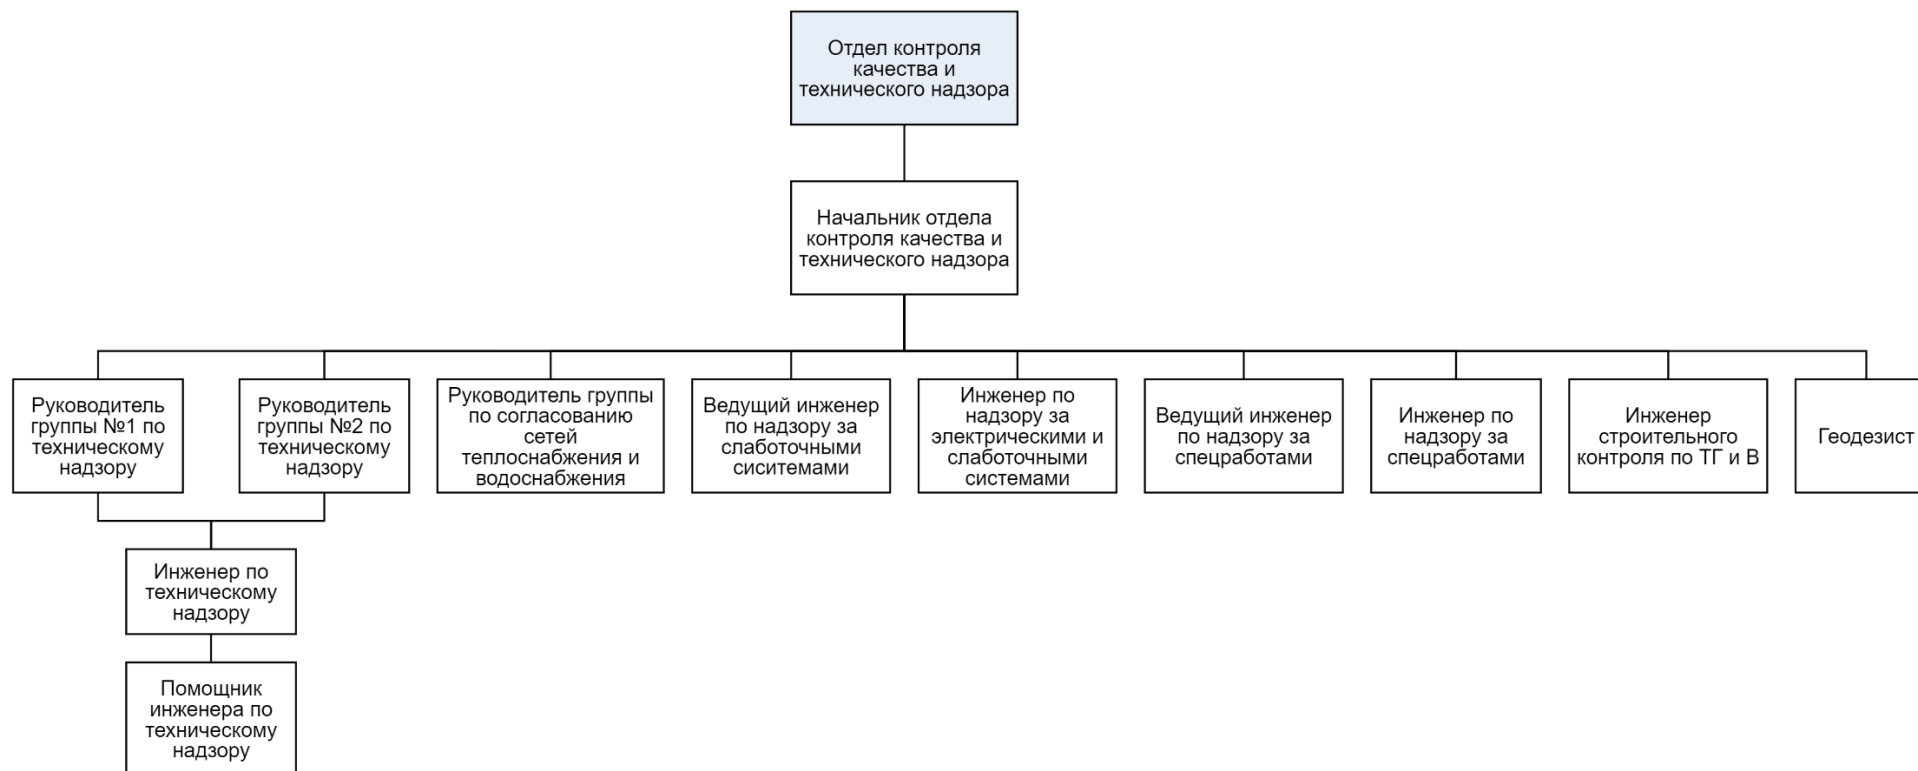 Отдел контроля
качества и
технического надзора
Начальник отдела
контроля качества и
технического надзора
Руководитель
группы №1 по
техническому
надзору
Руководитель
группы №2 по
техническому
надзору
Руководитель группы
по согласованию
сетей
теплоснабжения и
водоснабжения
Ведущий инженер
по надзору за
слаботочными
сиситемами
Инженер по
надзору за
электрическими и
слаботочными
системами
Ведущий инженер
по надзору за
спецработами
Инженер по
надзору за
спецработами
Инженер
строительного
контроля по ТГ и В
Геодезист
Инженер по
техническому
надзору
Помощник
инженера по
техническому
надзору